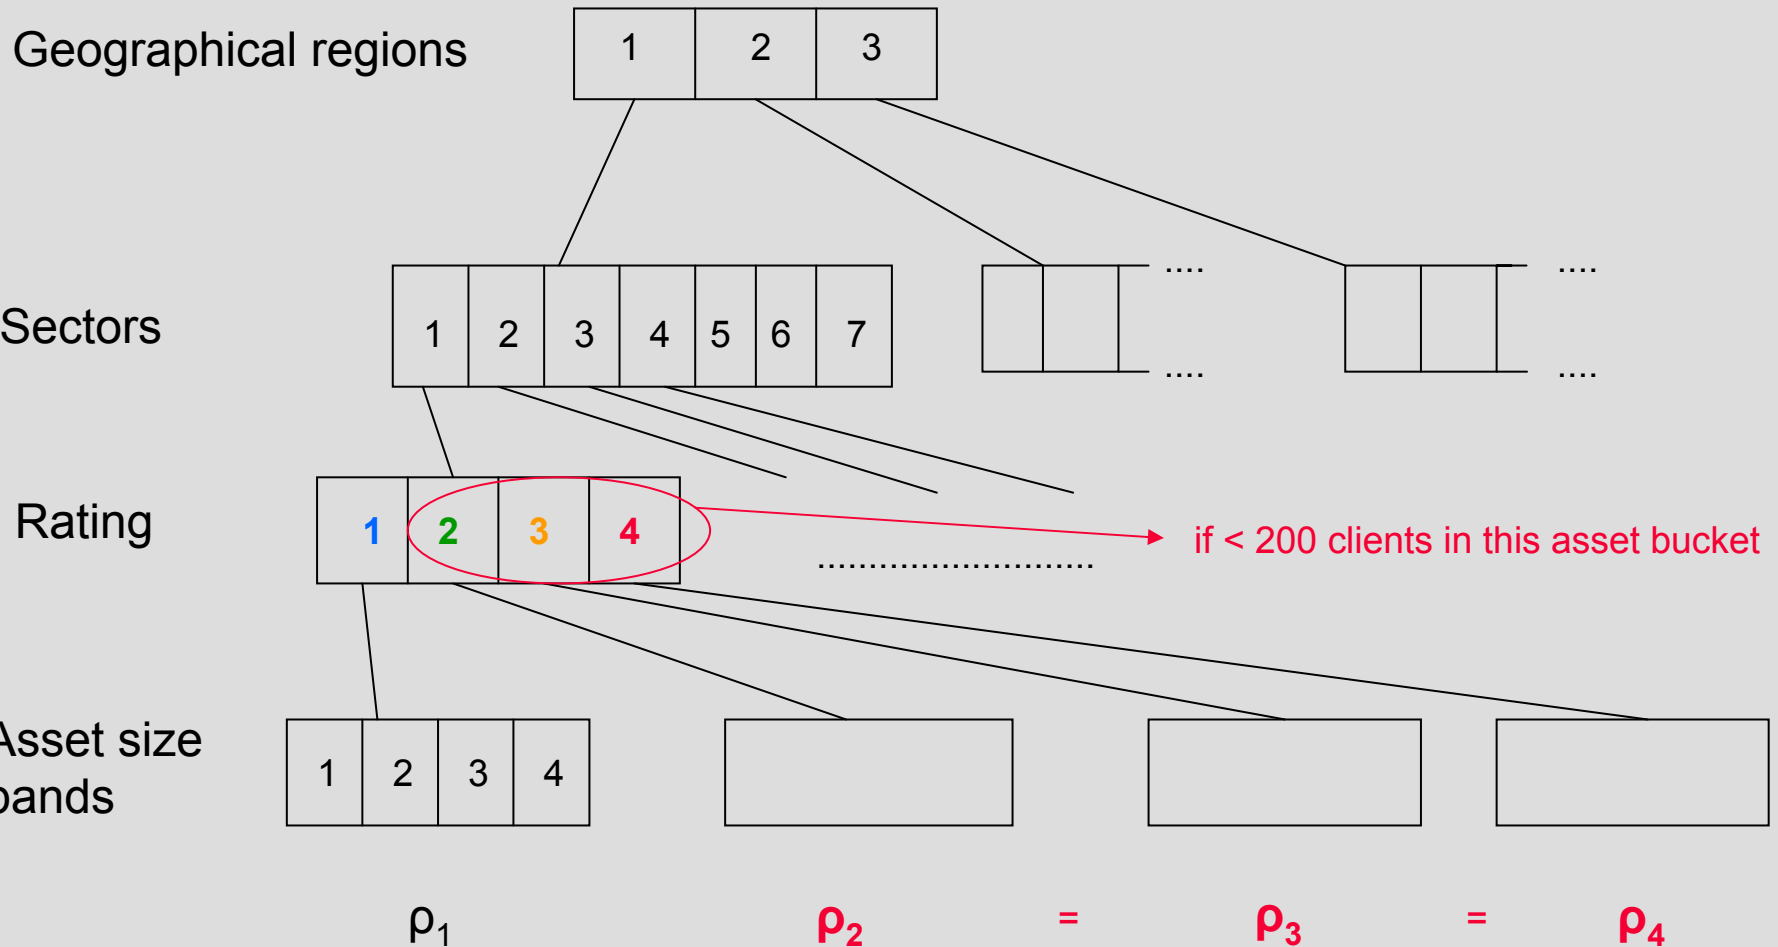 Geographical regions
1 2 3
.... ....
Sectors
1 2 3 4 5 6 7
.... ....
Rating
1 2 3 4
if < 200 clients in this asset bucket
...........................
Asset size
bands
1 2 3 4
ρ1 ρ2 = ρ3 = ρ4